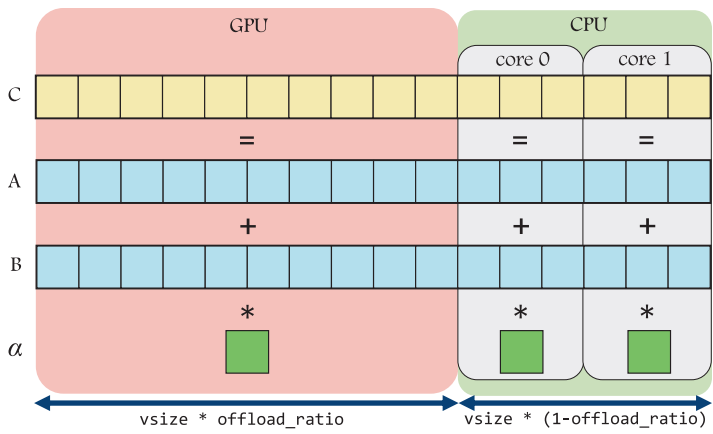 GPU CPU
core 0 core 1
C
= = =
A
+ + +
B
* * *
α
vsize * offload_ratio vsize * (1-offload_ratio)